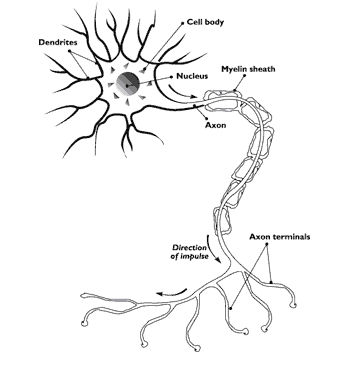 Cell body
Dendrites
Nucleus
Myelin sheath
Axon
Direction
of impulse
Axon terminals